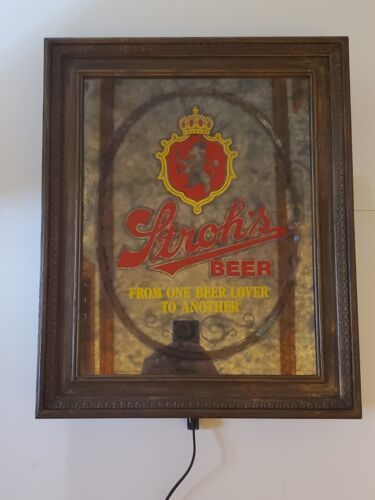 Stroh's
BEER
FROM ONE BEER LOVER
TO ANOTHER